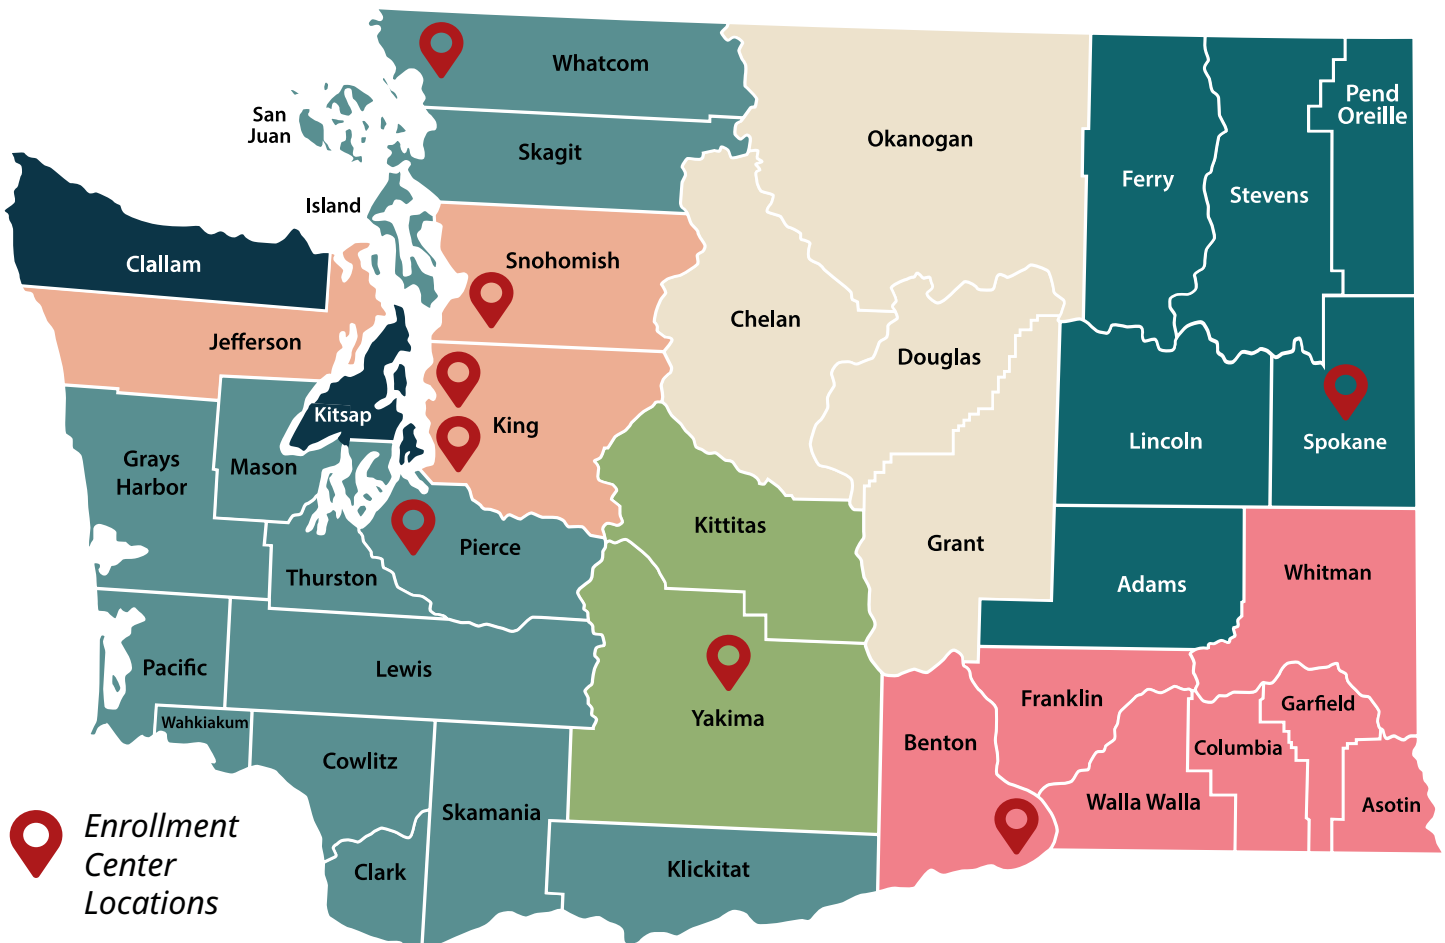 Whatcom
San
Juan
Skagit
Okanogan
Pend
Oreille
Ferry
Stevens
Island
Clallam
Snohomish
Jefferson
Chelan
Douglas
Kitsap
King
Lincoln
Spokane
Grays
Harbor
Mason
Kittitas
Pierce
Grant
Thurston
Adams
Whitman
Pacific
Lewis
Yakima
Franklin
Garfield
Wahkiakum
Benton
Columbia
Cowlitz
Skamania
Walla Walla
Asotin
Clark
Klickitat
Enrollment
Center
Locations